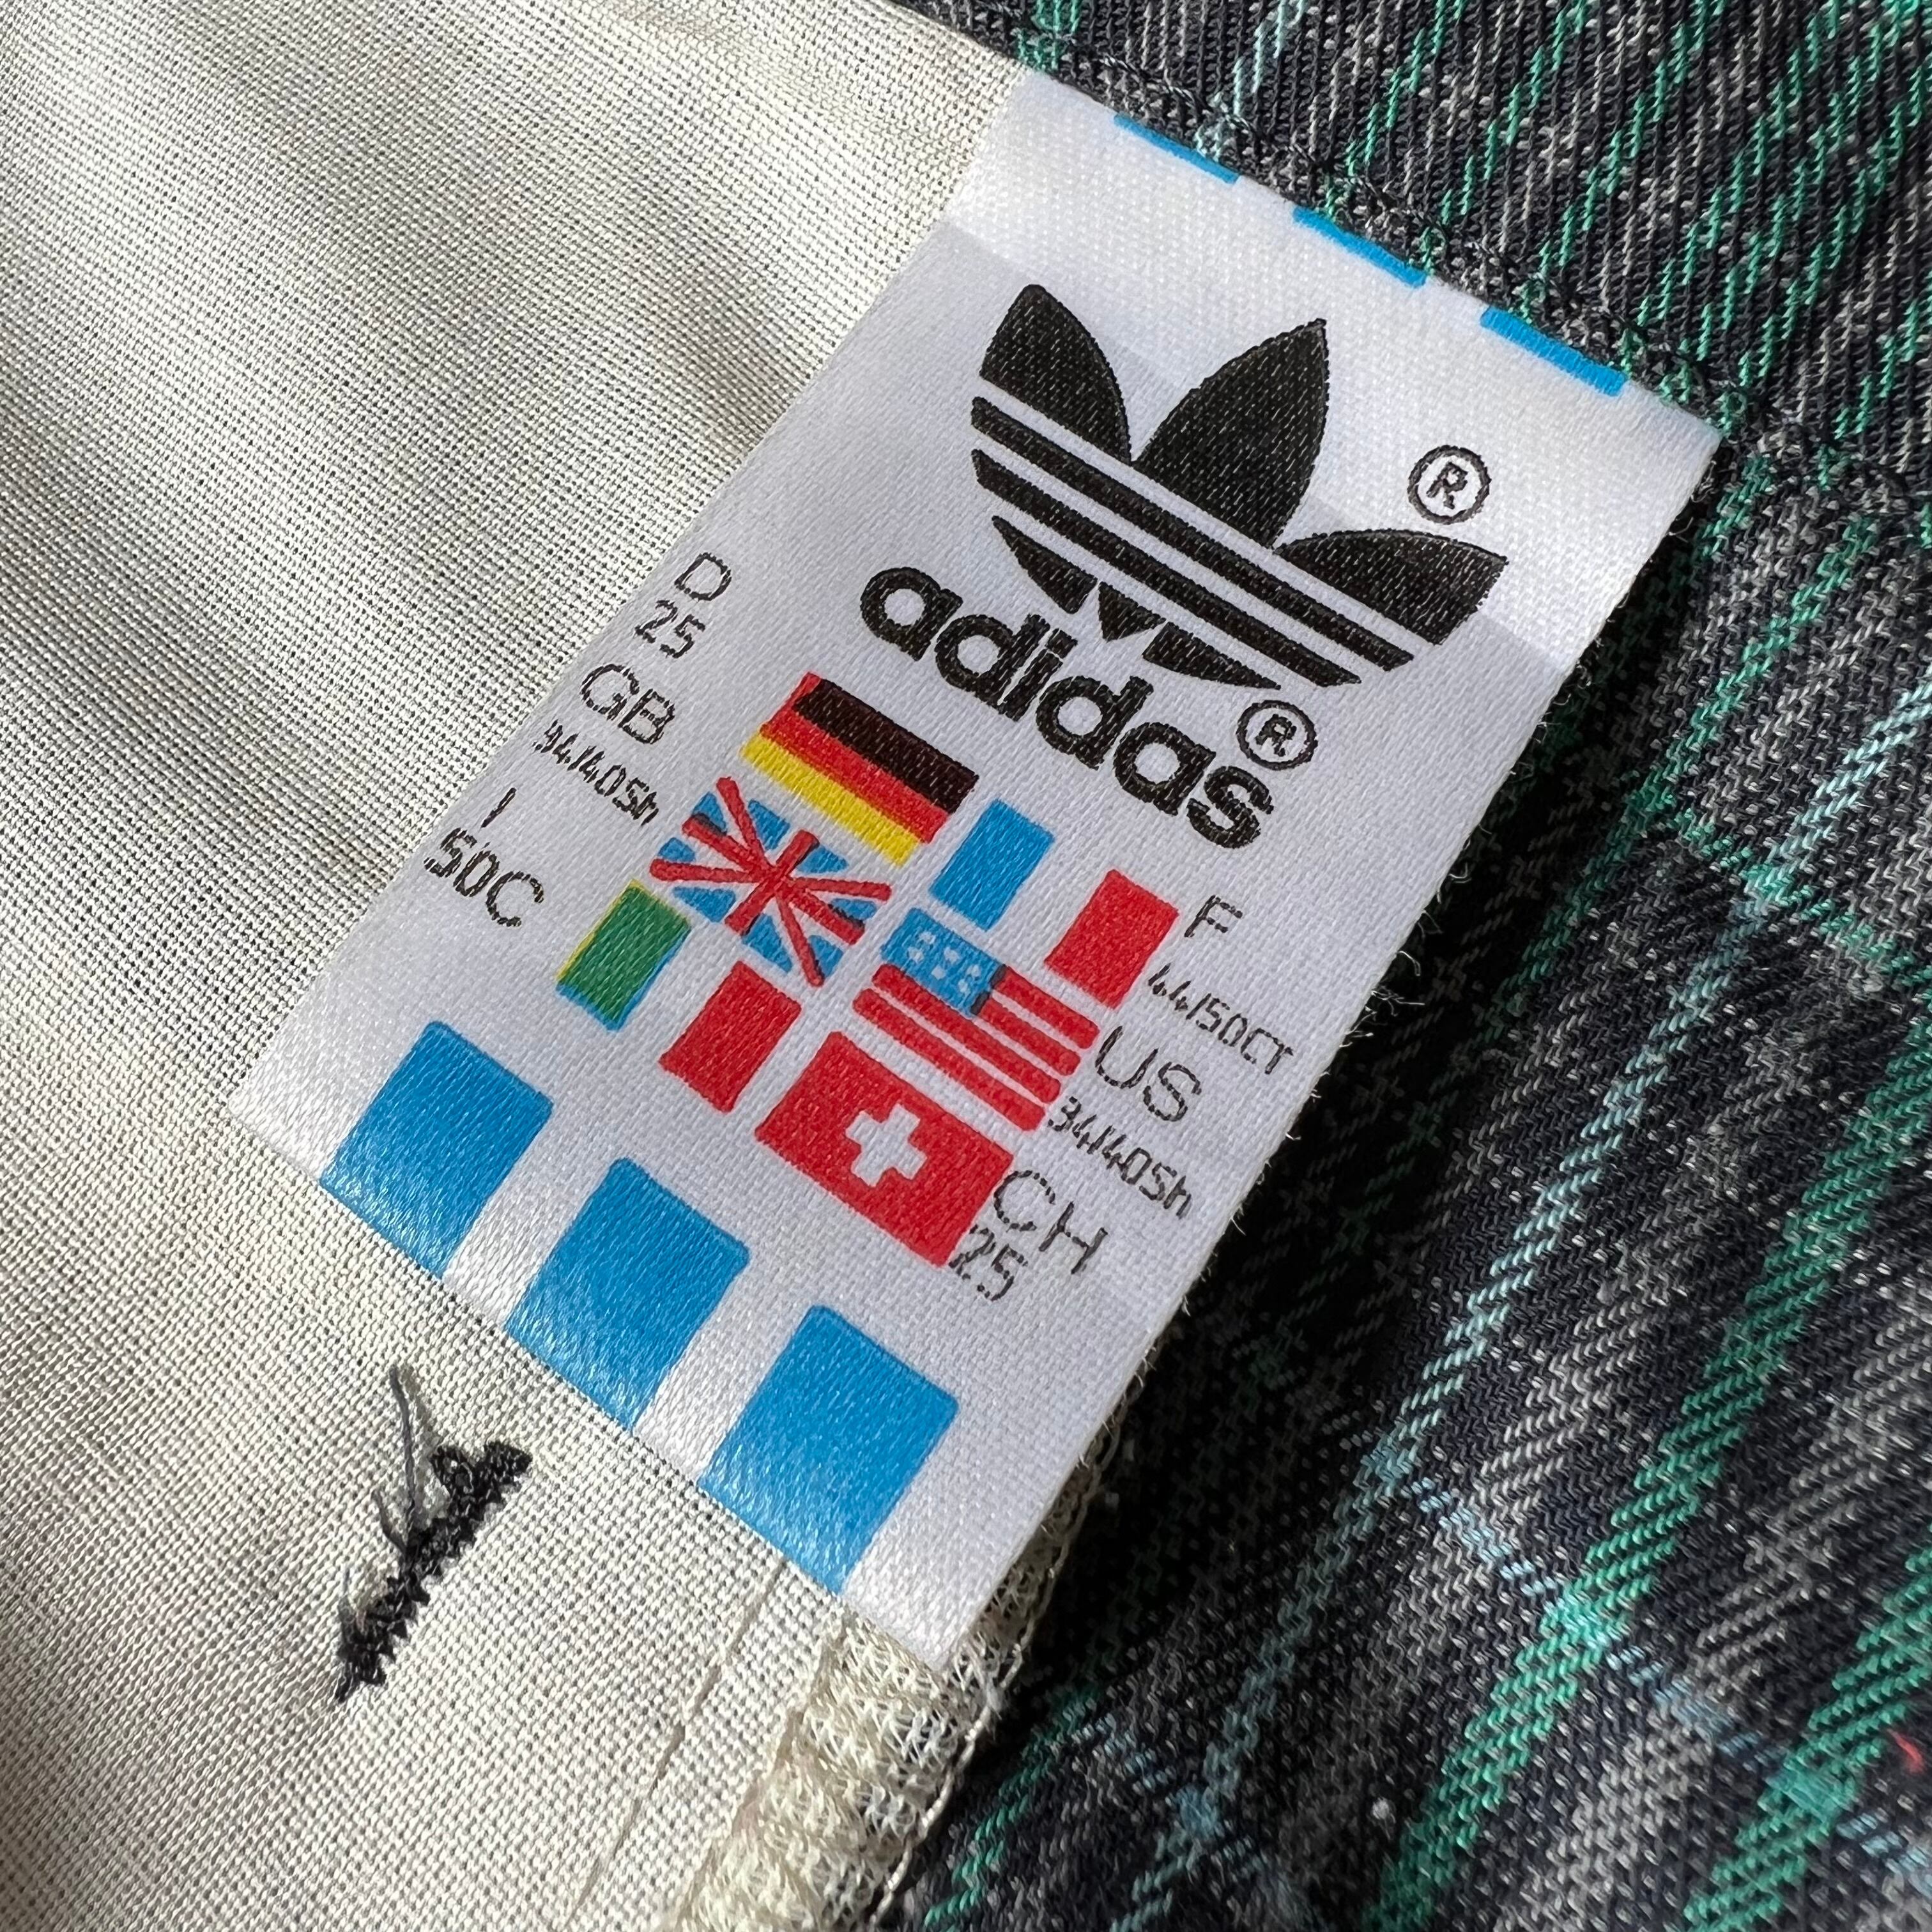 ®
adidas®
D
25
GB
34/40Sh
I
50C
F
44/50CT
US
34/40Sh
CH
25